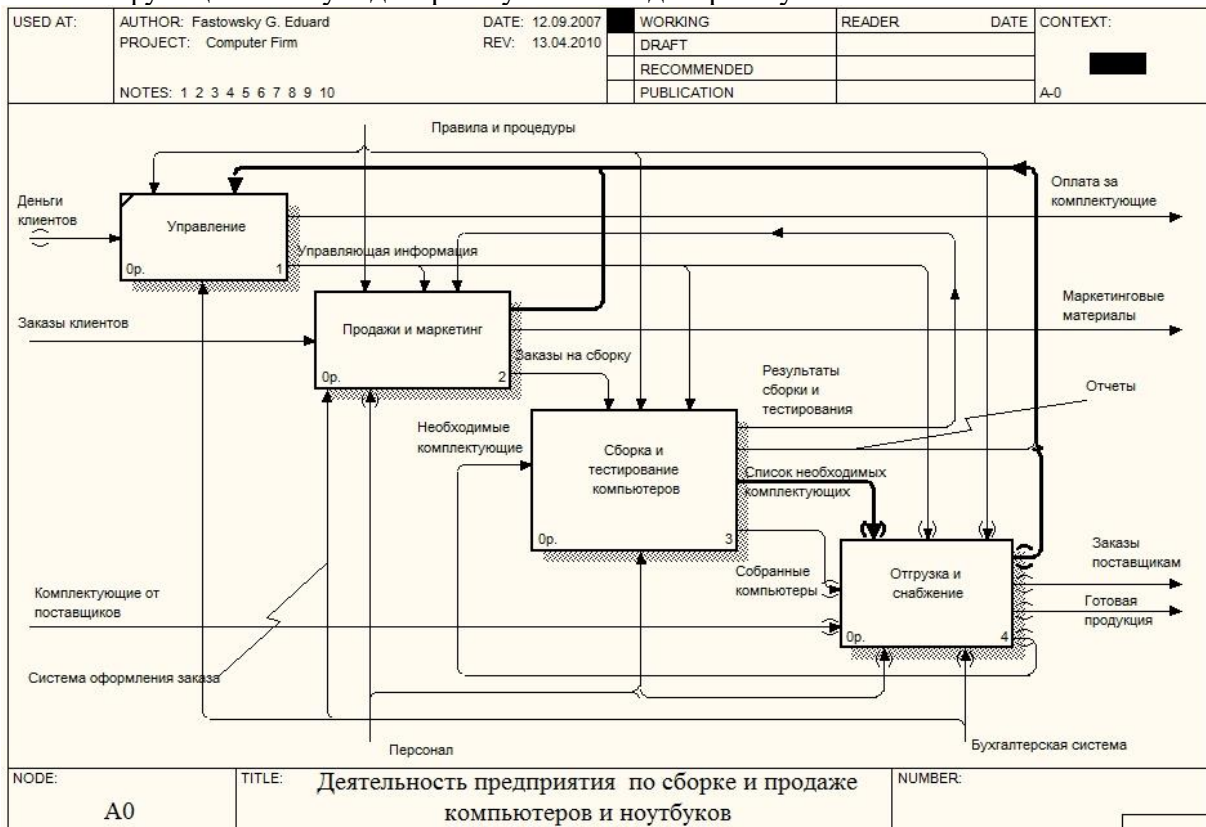 USED AT:
AUTHOR: Fastowsky G. Eduard
DATE: 12.09.2007
PROJECT: Computer Firm
REV: 13.04.2010
NOTES: 1 2 3 4 5 6 7 8 9 10
WORKING
DRAFT
RECOMMENDED
PUBLICATION
READER
DATE
CONTEXT:
A-0
Правила и процедуры
Деньги
клиентов
Управление
0р.
1
Оплата за
комплектующие
Управляющая информация
Заказы клиентов
Продажи и маркетинг
0р.
2
Маркетинговые
материалы
Заказы на сборку
Результаты
сборки и
тестирования
Отчеты
Необходимые
комплектующие
Сборка и
тестирование
компьютеров
0р.
3
Список необходимых
комплектующих
Собранные
компьютеры
Отгрузка и
снабжение
0р.
4
Заказы
поставщикам
Готовая
продукция
Комплектующие от
поставщиков
Система оформления заказа
Персонал
Бухгалтерская система
NODE:
A0
TITLE:
Деятельность предприятия по сборке и продаже
компьютеров и ноутбуков
NUMBER: